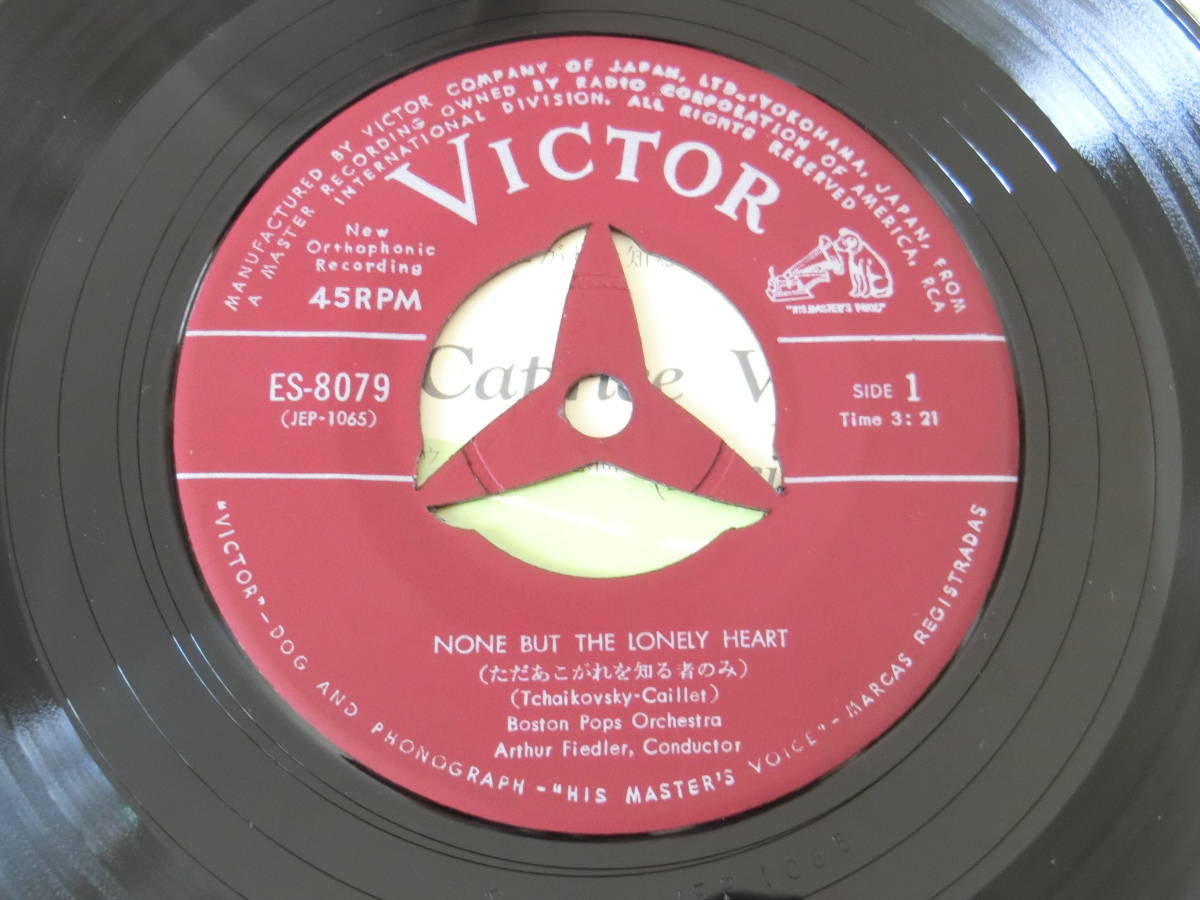 MANUFACTURED BY VICTOR COMPANY OF JAPAN, LTD., YOKOHAMA, JAPAN, FROM
A MASTER RECORDING OWNED BY RADIO CORPORATION OF AMERICA, RCA
INTERNATIONAL DIVISION. ALL RIGHTS RESERVED
VICTOR
New
Orthophonic
Recording
45RPM
"HIS MASTER'S VOICE"
ES-8079
(JEP-1065)
SIDE 1
Time 3: 21
NONE BUT THE LONELY HEART
(ただあこがれを知る者のみ)
(Tchaikovsky-Caillet)
Boston Pops Orchestra
Arthur Fiedler, Conductor
"VICTOR"-DOG AND PHONOGRAPH-"HIS MASTER'S VOICE"-MARCAS REGISTRADAS